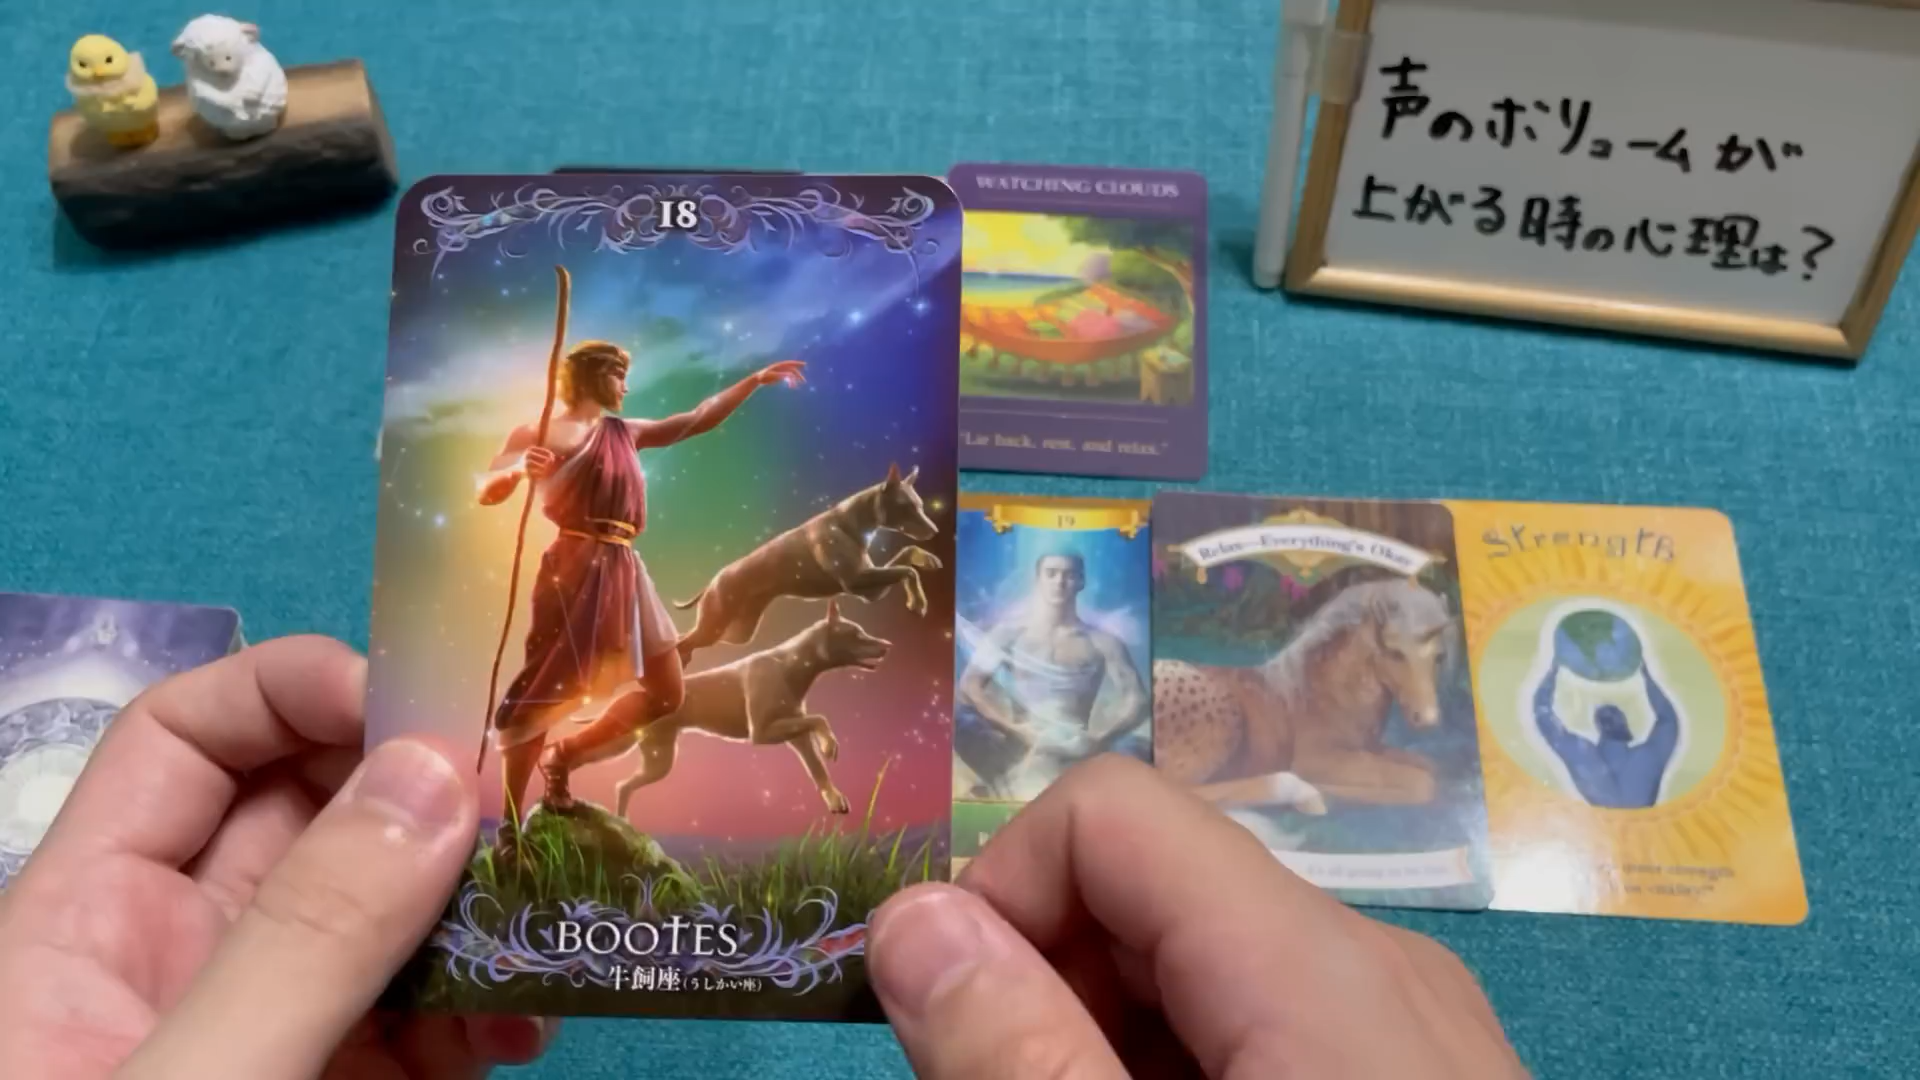 声のボリュームが
上がる時の心理は?
18
WATCHING CLOUDS
"Lie back, rest, and relax."
19
Relax—Everything's Okay
Strength
BOOTES
牛飼座(うしかい座)